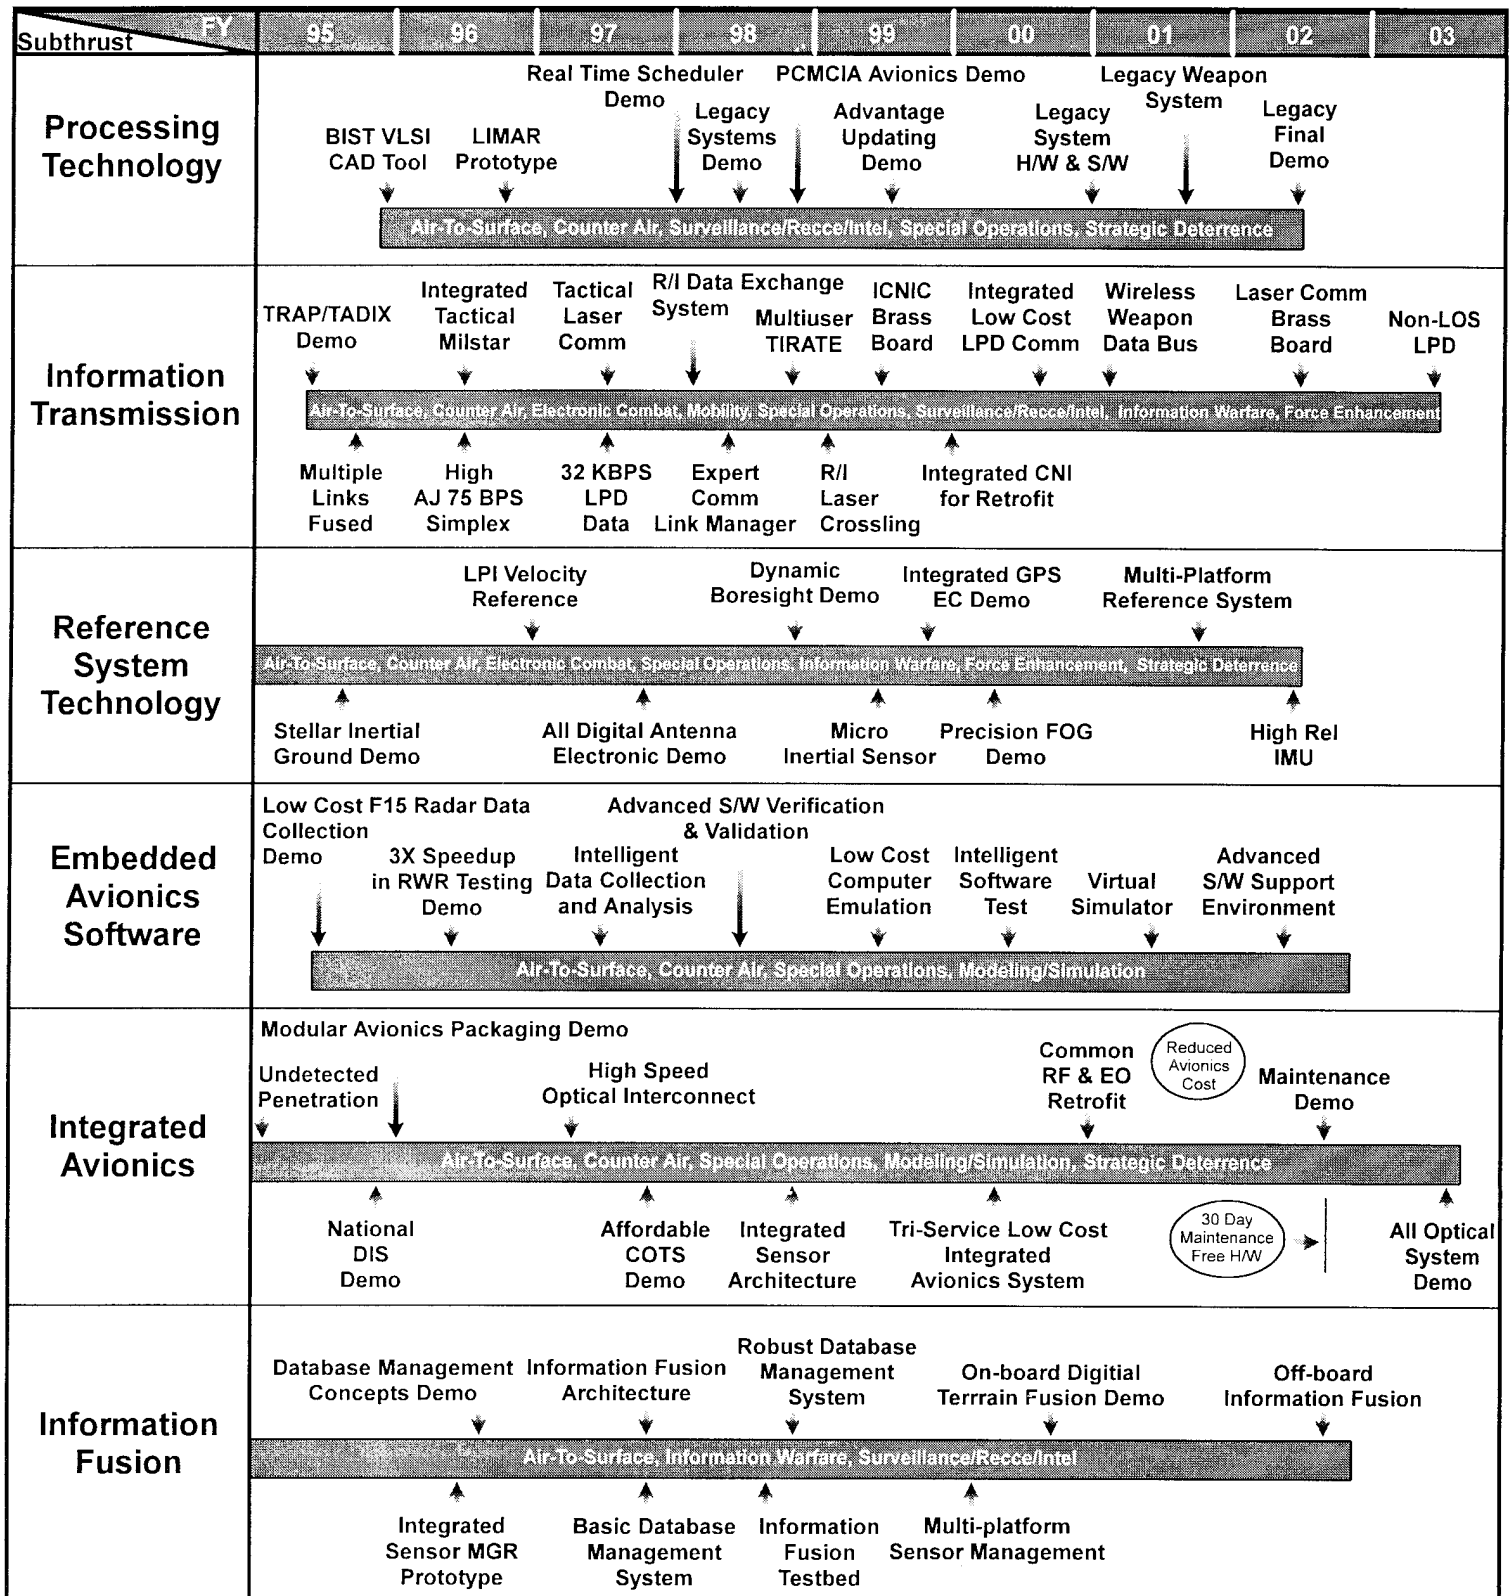 FY
Subthrust
95 96 97 98 99 00 01 02 03
Processing
Technology
Real Time Scheduler
Demo
PCMCIA Avionics Demo
Legacy Weapon
System
BIST VLSI
CAD Tool
LIMAR
Prototype
Legacy
Systems
Demo
Advantage
Updating
Demo
Legacy
System
H/W & S/W
Legacy
Final
Demo
Air-To-Surface, Counter Air, Surveillance/Recce/Intel, Special Operations, Strategic Deterrence
Information
Transmission
TRAP/TADIX
Demo
Integrated
Tactical
Milstar
Tactical
Laser
Comm
R/I Data Exchange
System
Multiuser
TIRATE
ICNIC
Brass
Board
Integrated
Low Cost
LPD Comm
Wireless
Weapon
Data Bus
Laser Comm
Brass
Board
Non-LOS
LPD
Air-To-Surface, Counter Air, Electronic Combat, Mobility, Special Operations, Surveillance/Recce/Intel, Information Warfare, Force Enhancement
Multiple
Links
Fused
High
AJ 75 BPS
Simplex
32 KBPS
LPD
Data
Expert
Comm
Link Manager
R/I
Laser
Crossling
Integrated CNI
for Retrofit
Reference
System
Technology
LPI Velocity
Reference
Dynamic
Boresight Demo
Integrated GPS
EC Demo
Multi-Platform
Reference System
Air-To-Surface, Counter Air, Electronic Combat, Special Operations, Information Warfare, Force Enhancement, Strategic Deterrence
Stellar Inertial
Ground Demo
All Digital Antenna
Electronic Demo
Micro
Inertial Sensor
Precision FOG
Demo
High Rel
IMU
Embedded
Avionics
Software
Low Cost F15 Radar Data
Collection
Demo
3X Speedup
in RWR Testing
Demo
Intelligent
Data Collection
and Analysis
Advanced S/W Verification
& Validation
Low Cost
Computer
Emulation
Intelligent
Software
Test
Virtual
Simulator
Advanced
S/W Support
Environment
Air-To-Surface, Counter Air, Special Operations, Modeling/Simulation
Integrated
Avionics
Modular Avionics Packaging Demo
Undetected
Penetration
High Speed
Optical Interconnect
Common
RF & EO
Retrofit
Reduced
Avionics
Cost
Maintenance
Demo
Air-To-Surface, Counter Air, Special Operations, Modeling/Simulation, Strategic Deterrence
National
DIS
Demo
Affordable
COTS
Demo
Integrated
Sensor
Architecture
Tri-Service Low Cost
Integrated
Avionics System
30 Day
Maintenance
Free H/W
All Optical
System
Demo
Information
Fusion
Database Management
Concepts Demo
Information Fusion
Architecture
Robust Database
Management
System
On-board Digitial
Terrrain Fusion Demo
Off-board
Information Fusion
Air-To-Surface, Information Warfare, Surveillance/Recce/Intel
Integrated
Sensor MGR
Prototype
Basic Database
Management
System
Information
Fusion
Testbed
Multi-platform
Sensor Management